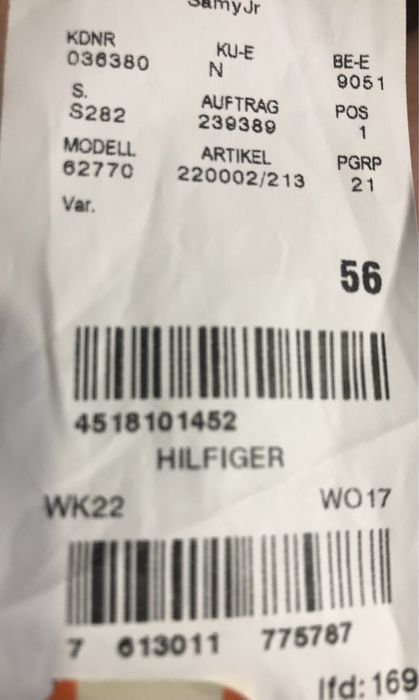 SamyJr
KDNR KU-E BE-E
036380 N 9051
S. AUFTRAG POS
S282 239389 1
MODELL ARTIKEL PGRP
62770 220002/213 21
Var.
56
4518101452
HILFIGER
WK22 WO17
7 613011 775787
lfd: 169